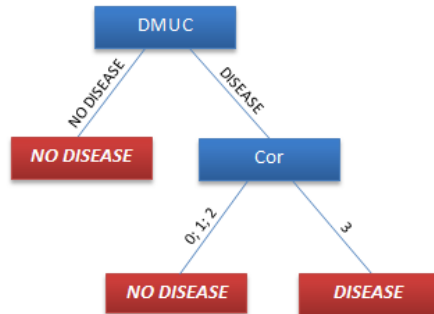 DMUC
NO DISEASE
DISEASE
NO DISEASE
Cor
0; 1; 2
3
NO DISEASE
DISEASE